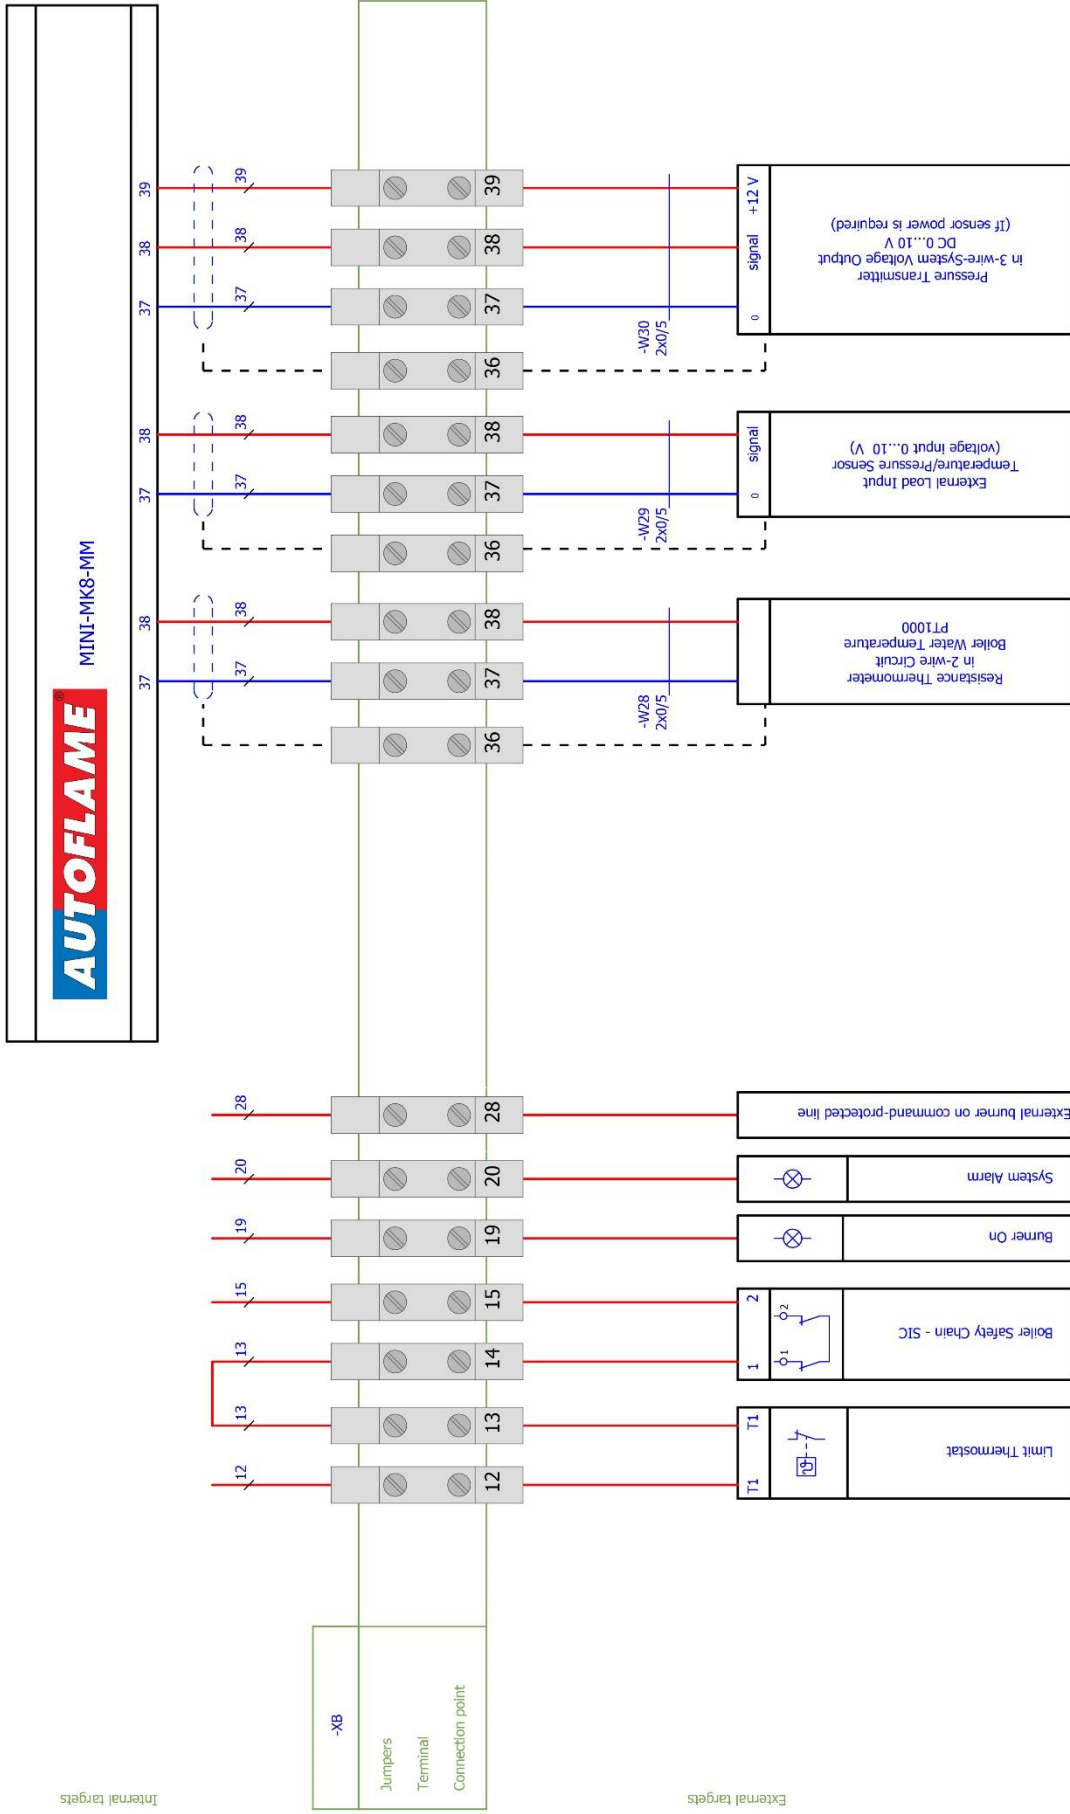 AUTOFLAME®
MINI-MK8-MM
39
38
37
38
37
38
37
39
38
37
38
37
38
37
39
38
37
36
38
37
36
38
37
36
-W30
2x0/5
-W29
2x0/5
-W28
2x0/5
+12 V
signal
0
Pressure Transmitter
in 3-wire-System Voltage Output
DC 0...10 V
(If sensor power is required)
signal
0
External Load Input
Temperature/Pressure Sensor
(voltage input 0...10 V)
Resistance Thermometer
in 2-wire Circuit
Boiler Water Temperature
PT1000
28
20
19
15
13
13
12
28
20
19
15
14
13
12
External burner on command-protected line
System Alarm
Burner On
2
1
2
1
Boiler Safety Chain - SIC
T1
T1
Limit Thermostat
-XB
Jumpers
Terminal
Connection point
Internal targets
External targets